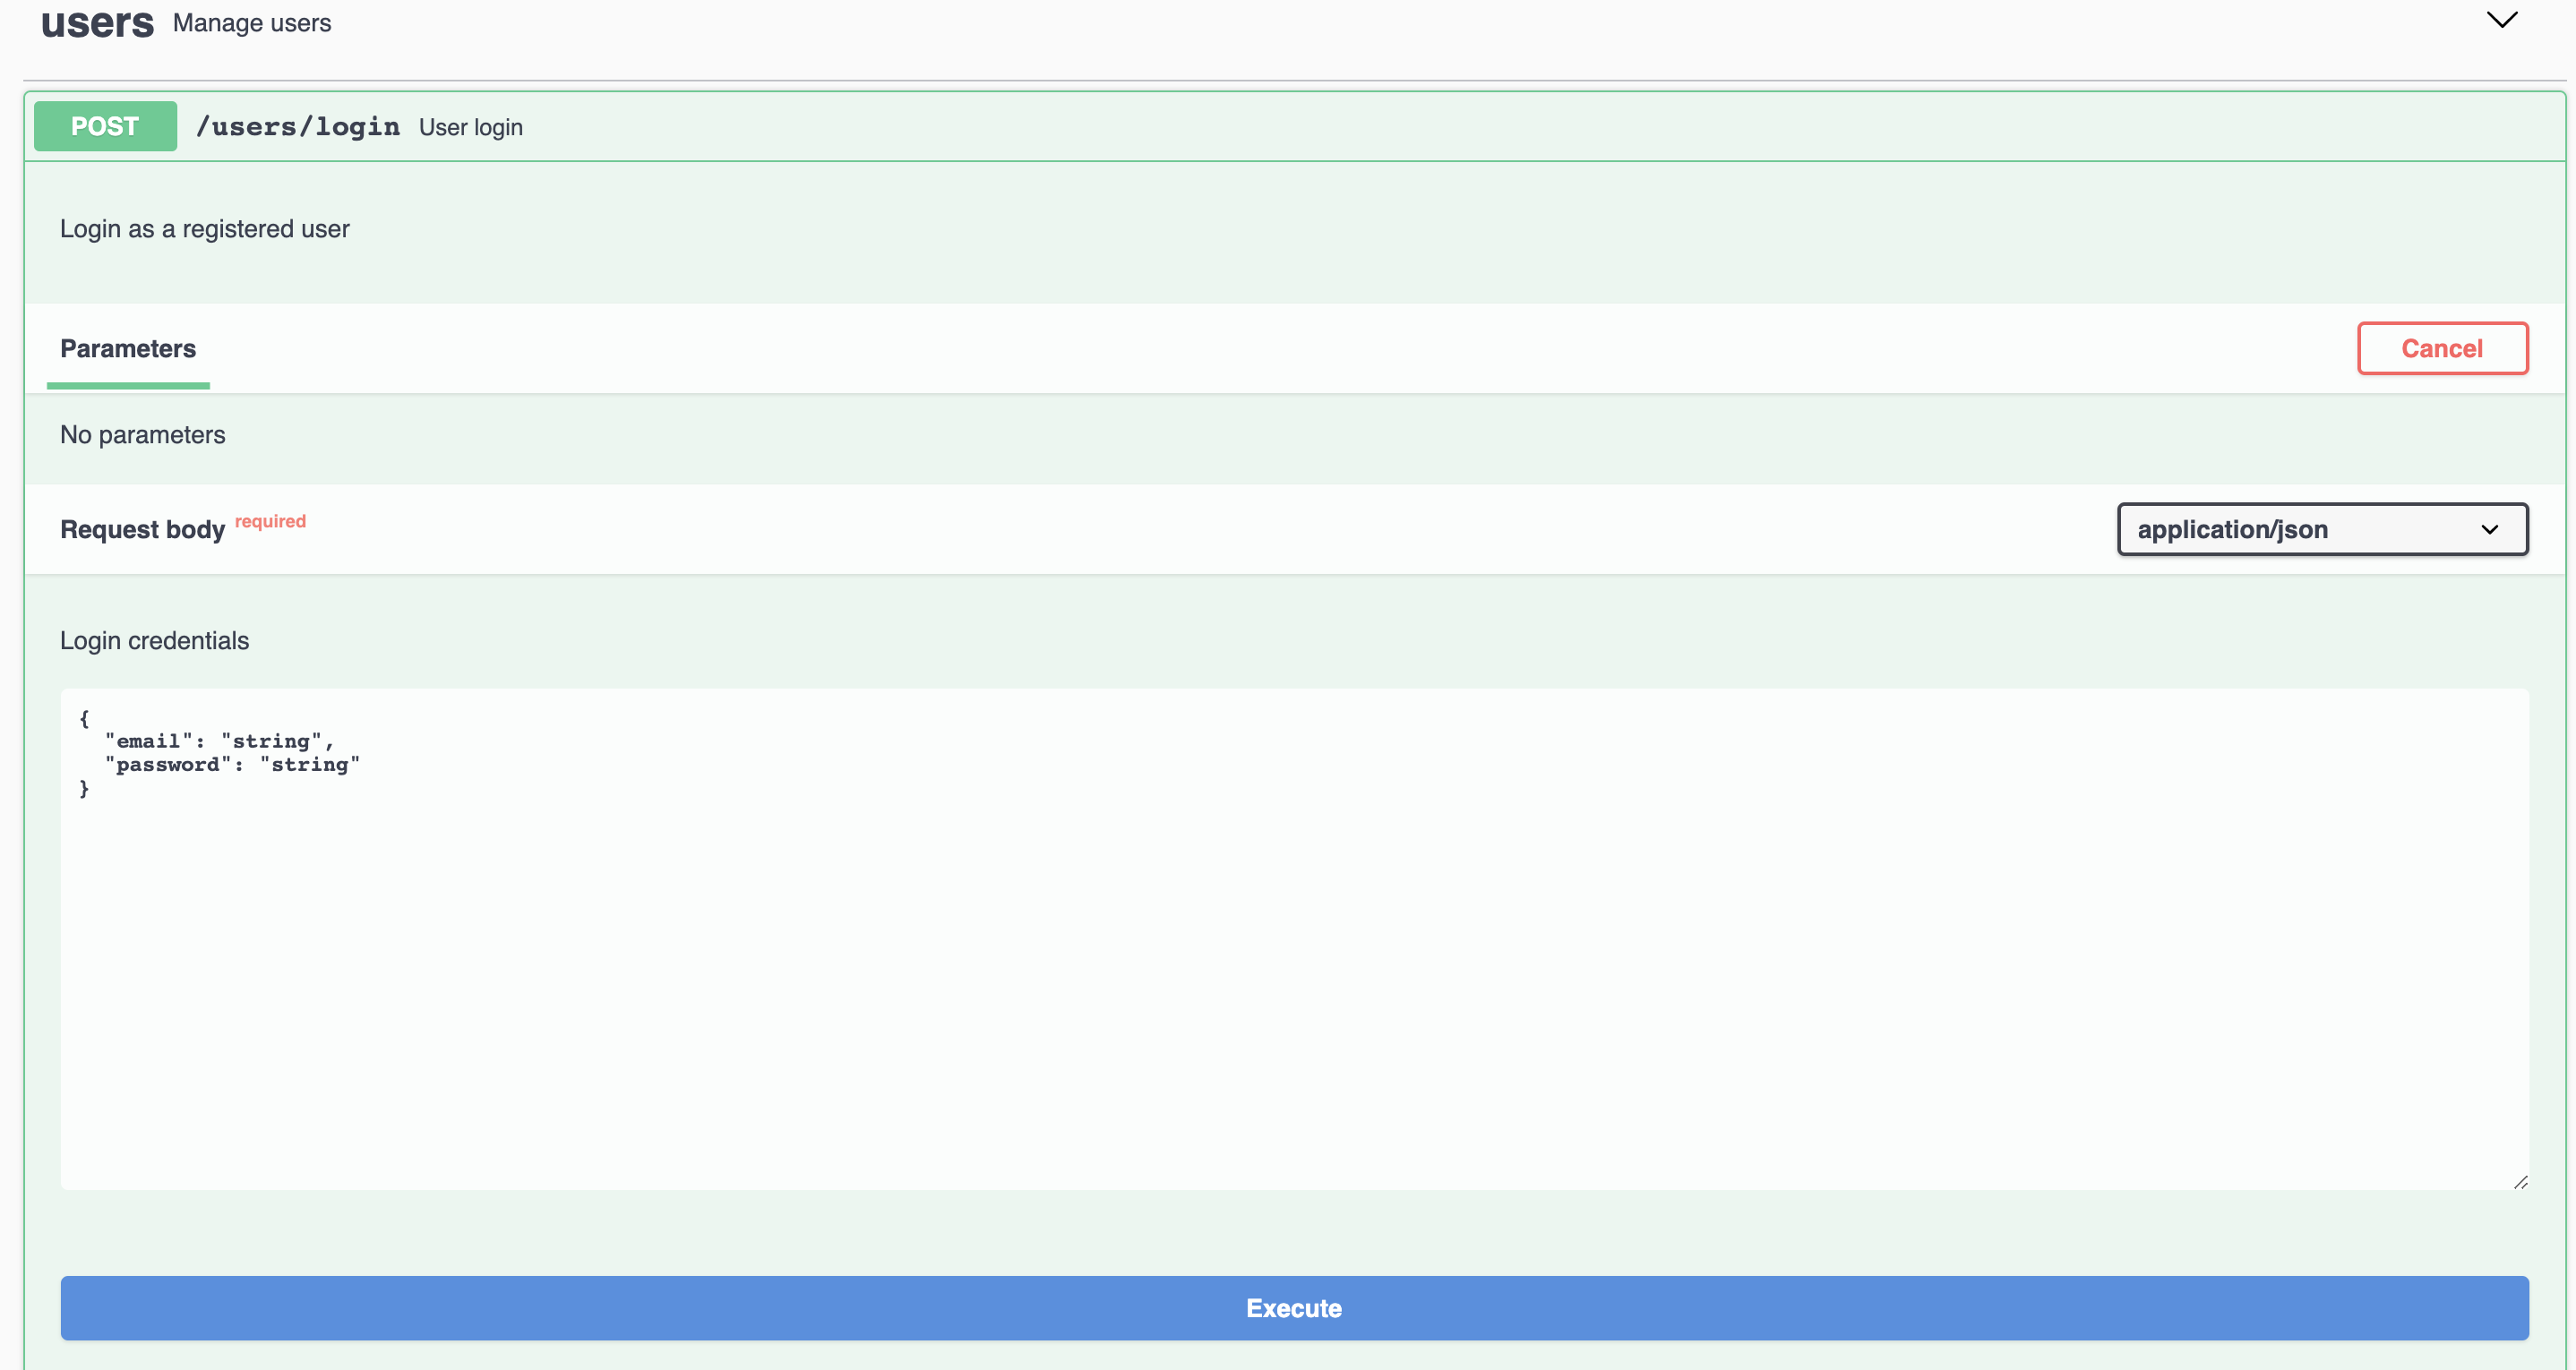 users Manage users
POST /users/login User login
Login as a registered user
Parameters Cancel
No parameters
Request body required application/json
Login credentials
{
  "email": "string",
  "password": "string"
}
Execute